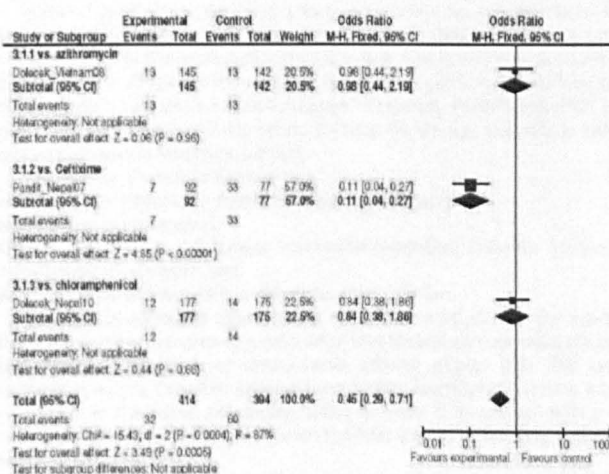 Experimental Control Odds Ratio Odds Ratio
Study or Subgroup Events Total Events Total Weight M-H, Fixed, 95% CI M-H, Fixed, 95% CI
3.1.1 vs. azithromycin
Dolecek_Vietnam08 13 145 13 142 20.5% 0.98 [0.44, 2.19]
Subtotal (95% CI) 145 142 20.5% 0.98 [0.44, 2.19]
Total events 13 13
Heterogeneity: Not applicable
Test for overall effect: Z = 0.06 (P = 0.96)
3.1.2 vs. Cefixime
Pandit_Nepal07 7 92 33 77 57.0% 0.11 [0.04, 0.27]
Subtotal (95% CI) 92 77 57.0% 0.11 [0.04, 0.27]
Total events 7 33
Heterogeneity: Not applicable
Test for overall effect: Z = 4.85 (P < 0.00001)
3.1.3 vs. chloramphenicol
Dolecek_Nepal10 12 177 14 175 22.5% 0.84 [0.38, 1.86]
Subtotal (95% CI) 177 175 22.5% 0.84 [0.38, 1.86]
Total events 12 14
Heterogeneity: Not applicable
Test for overall effect: Z = 0.44 (P =
Total (95% CI) 414 394 100.0% 0.45 [0.29, 0.71]
Total events 32 60
Heterogeneity: Chi² = 15.43, df = 2 (P = 0.0004); I² = 87%
Test for overall effect: Z = 3.49 (P = 0.0005)
Test for subgroup differences: Not applicable
0.01 0.1 1 10 100
Favours experimental Favours control